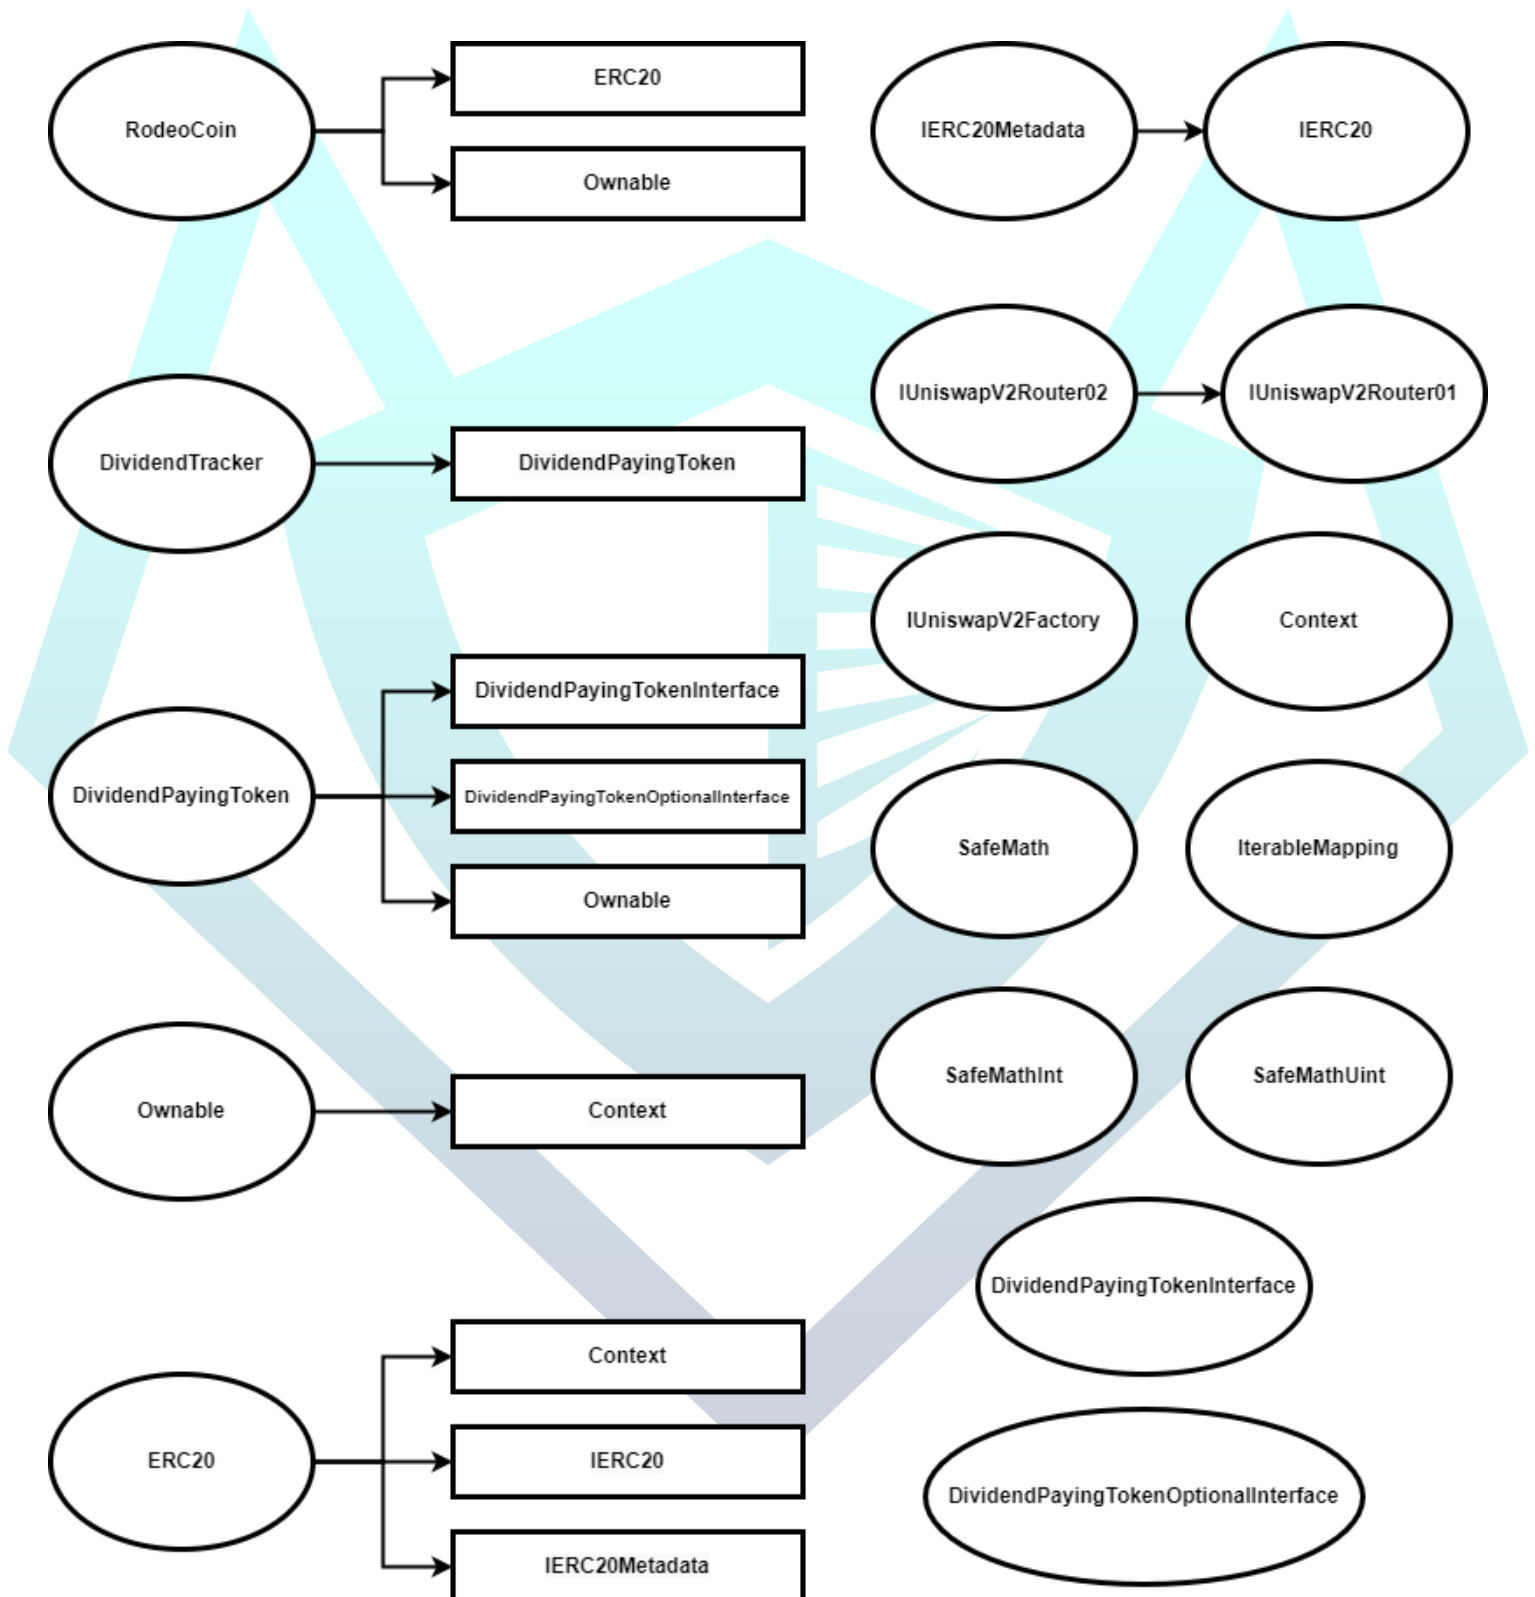 RodeoCoin
ERC20
Ownable
IERC20Metadata
IERC20
DividendTracker
DividendPayingToken
IUniswapV2Router02
IUniswapV2Router01
IUniswapV2Factory
Context
DividendPayingToken
DividendPayingTokenInterface
DividendPayingTokenOptionalInterface
Ownable
SafeMath
IterableMapping
SafeMathInt
SafeMathUint
Ownable
Context
DividendPayingTokenInterface
ERC20
Context
IERC20
IERC20Metadata
DividendPayingTokenOptionalInterface